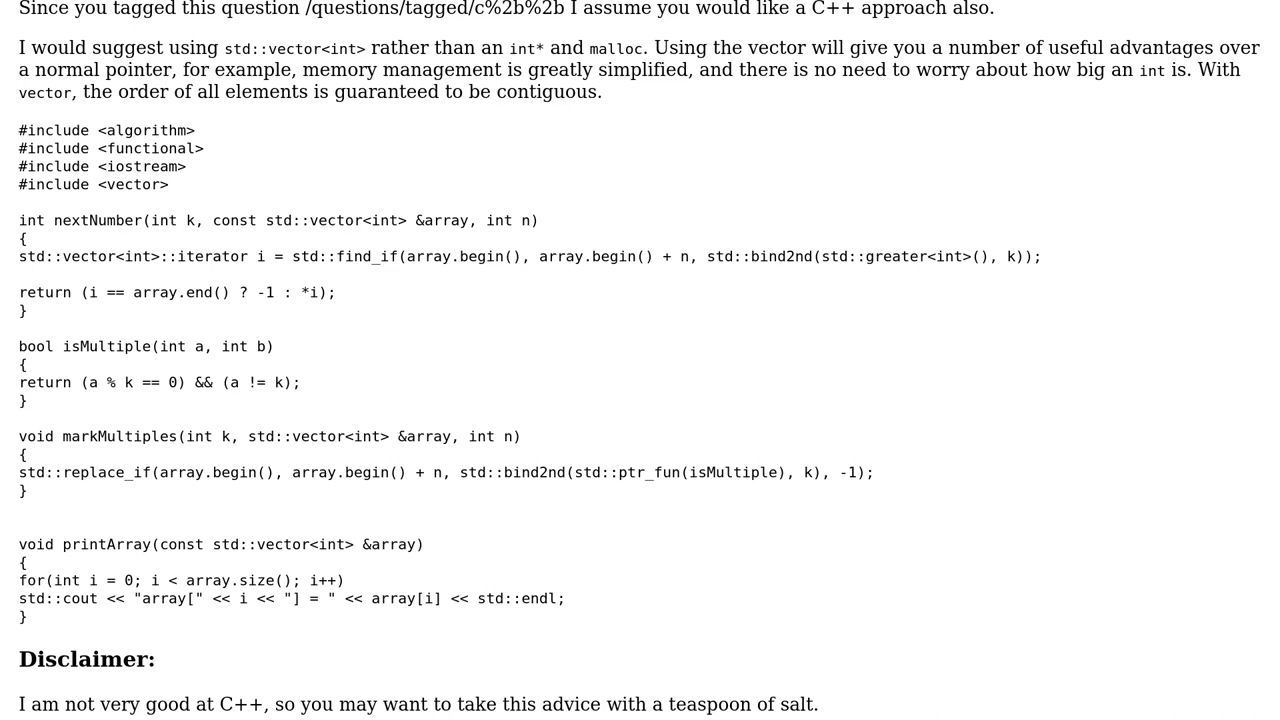 Since you tagged this question /questions/tagged/c%2b%2b I assume you would like a C++ approach also.
I would suggest using std::vector<int> rather than an int* and malloc. Using the vector will give you a number of useful advantages over
a normal pointer, for example, memory management is greatly simplified, and there is no need to worry about how big an int is. With
vector, the order of all elements is guaranteed to be contiguous.
#include <algorithm>
#include <functional>
#include <iostream>
#include <vector>
int nextNumber(int k, const std::vector<int> &array, int n)
{
std::vector<int>::iterator i = std::find_if(array.begin(), array.begin() + n, std::bind2nd(std::greater<int>(), k));
return (i == array.end() ? -1 : *i);
}
bool isMultiple(int a, int b)
{
return (a % k == 0) && (a != k);
}
void markMultiples(int k, std::vector<int> &array, int n)
{
std::replace_if(array.begin(), array.begin() + n, std::bind2nd(std::ptr_fun(isMultiple), k), -1);
}
void printArray(const std::vector<int> &array)
{
for(int i = 0; i < array.size(); i++)
std::cout << "array[" << i << "] = " << array[i] << std::endl;
}
Disclaimer:
I am not very good at C++, so you may want to take this advice with a teaspoon of salt.